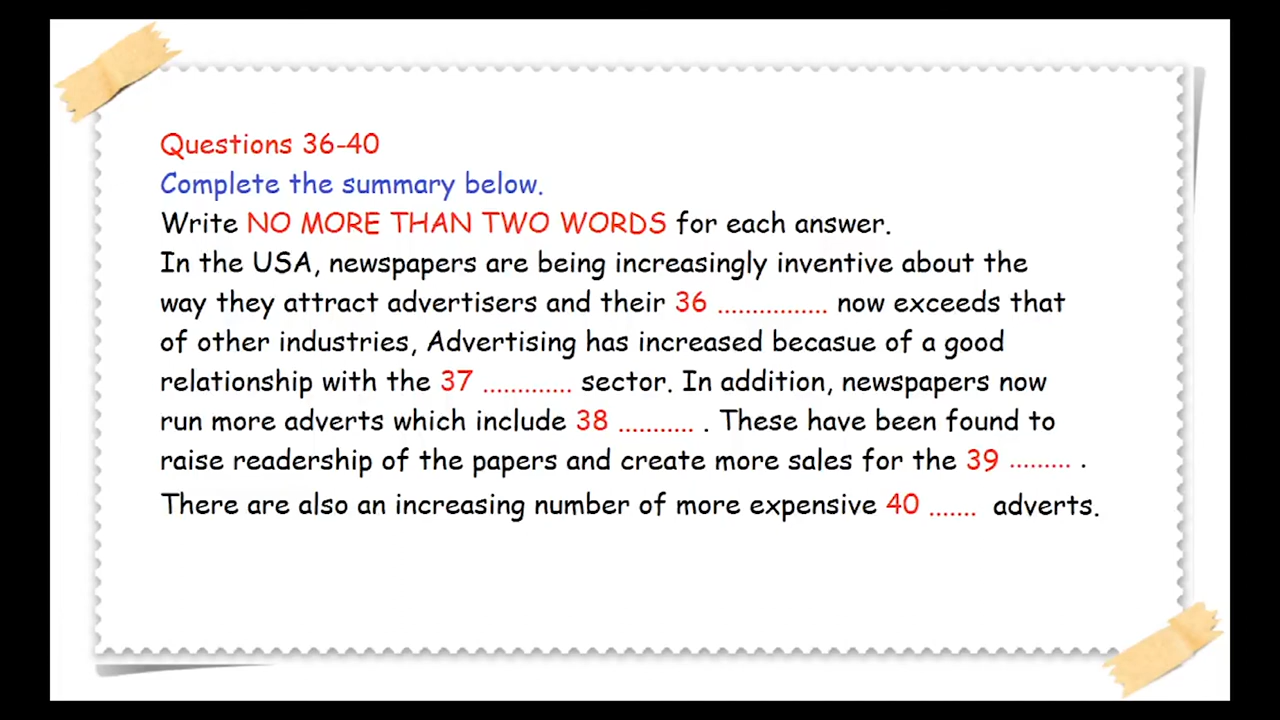 Questions 36-40
Complete the summary below.
Write NO MORE THAN TWO WORDS for each answer.
In the USA, newspapers are being increasingly inventive about the
way they attract advertisers and their 36 ................ now exceeds that
of other industries, Advertising has increased becasue of a good
relationship with the 37 ............. sector. In addition, newspapers now
run more adverts which include 38 ........... . These have been found to
raise readership of the papers and create more sales for the 39 ......... .
There are also an increasing number of more expensive 40 ....... adverts.